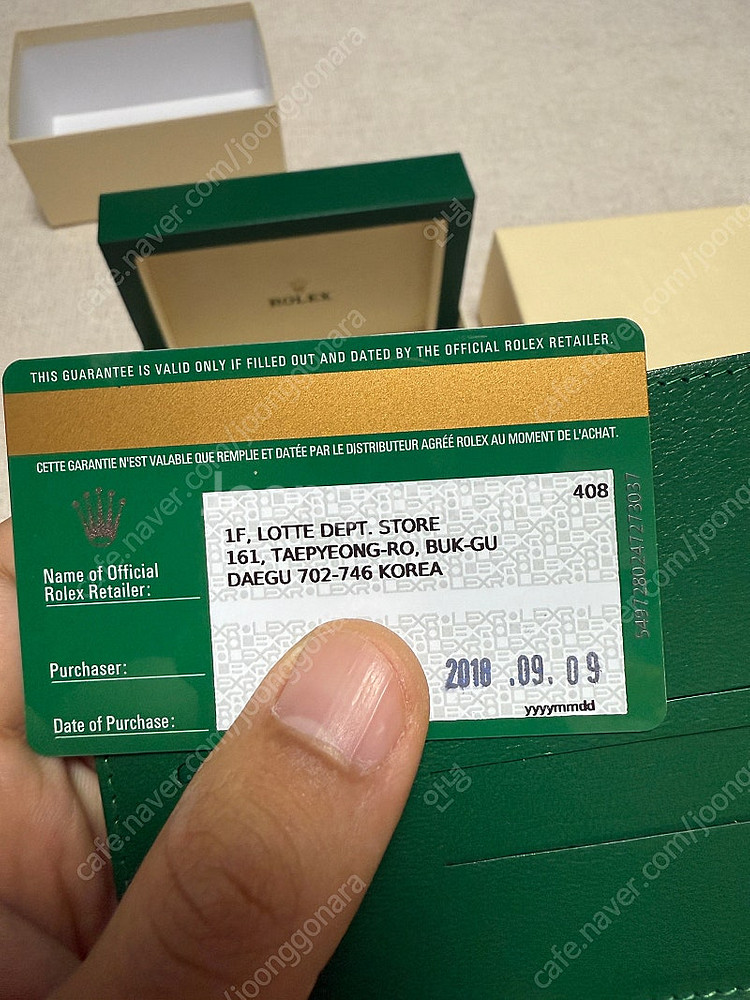 ROLEX
THIS GUARANTEE IS VALID ONLY IF FILLED OUT AND DATED BY THE OFFICIAL ROLEX RETAILER.
CETTE GARANTIE N'EST VALABLE QUE REMPLIE ET DATÉE PAR LE DISTRIBUTEUR AGRÉÉ ROLEX AU MOMENT DE L'ACHAT.
408
1F, LOTTE DEPT. STORE
161, TAEPYEONG-RO, BUK-GU
DAEGU 702-746 KOREA
Name of Official
Rolex Retailer:
Purchaser:
2018 .09. 09
Date of Purchase:
yyyymmdd
cafe.naver.com/joonggonara